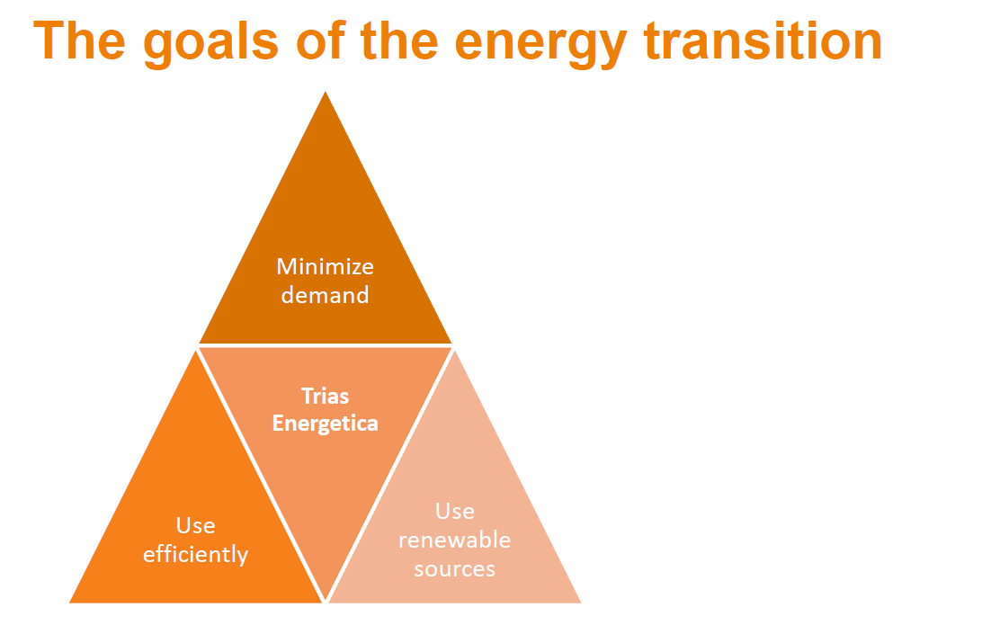 The goals of the energy transition
Minimize
demand
Trias
Energetica
Use
efficiently
Use
renewable
sources